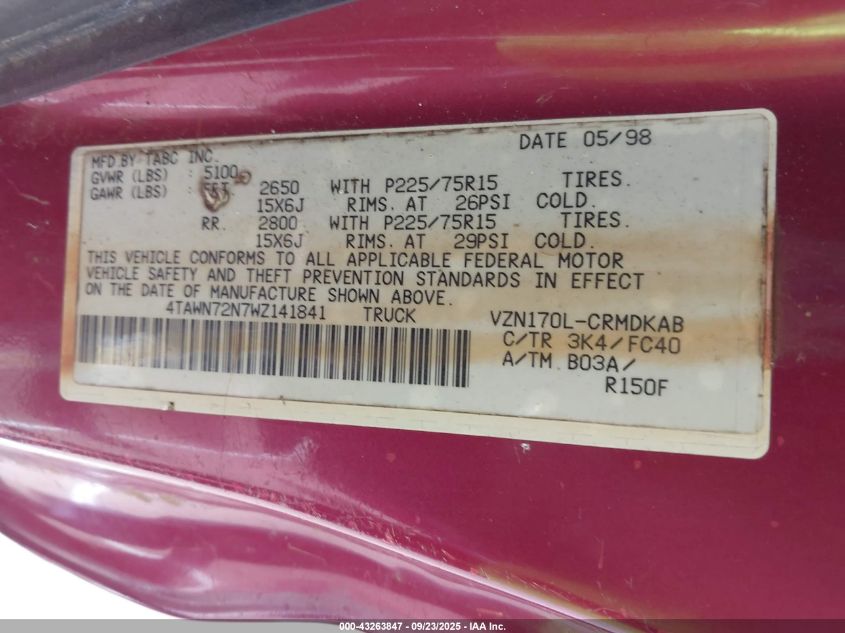 DATE 05/98
MFD.BY TABC INC.
GVWR (LBS) : 5100
GAWR (LBS) : 2650 WITH P225/75R15 TIRES.
15X6J RIMS. AT 26PSI COLD.
RR. 2800 WITH P225/75R15 TIRES.
15X6J RIMS. AT 29PSI COLD.
THIS VEHICLE CONFORMS TO ALL APPLICABLE FEDERAL MOTOR
VEHICLE SAFETY AND THEFT PREVENTION STANDARDS IN EFFECT
ON THE DATE OF MANUFACTURE SHOWN ABOVE.
4TAWN72N7WZ141841 TRUCK VZN170L-CRMDKAB
C/TR 3K4/FC40
A/TM B03A/
R150F
000-43263847 - 09/23/2025 - IAA Inc.